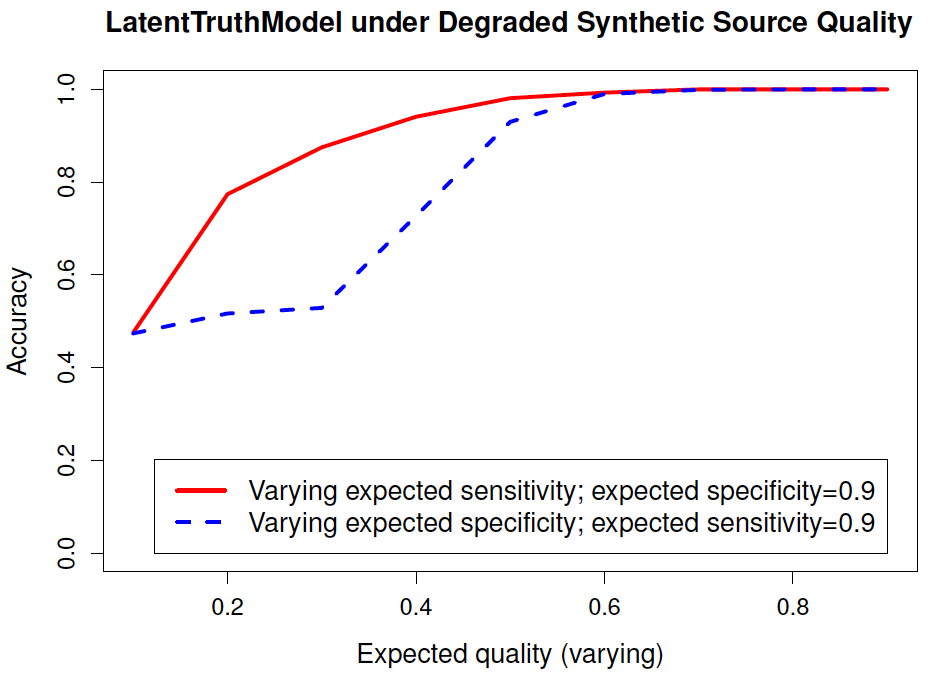 LatentTruthModel under Degraded Synthetic Source Quality
1.0
0.8
0.6
0.4
0.2
0.0
Accuracy
Varying expected sensitivity; expected specificity=0.9
Varying expected specificity; expected sensitivity=0.9
0.2 0.4 0.6 0.8
Expected quality (varying)